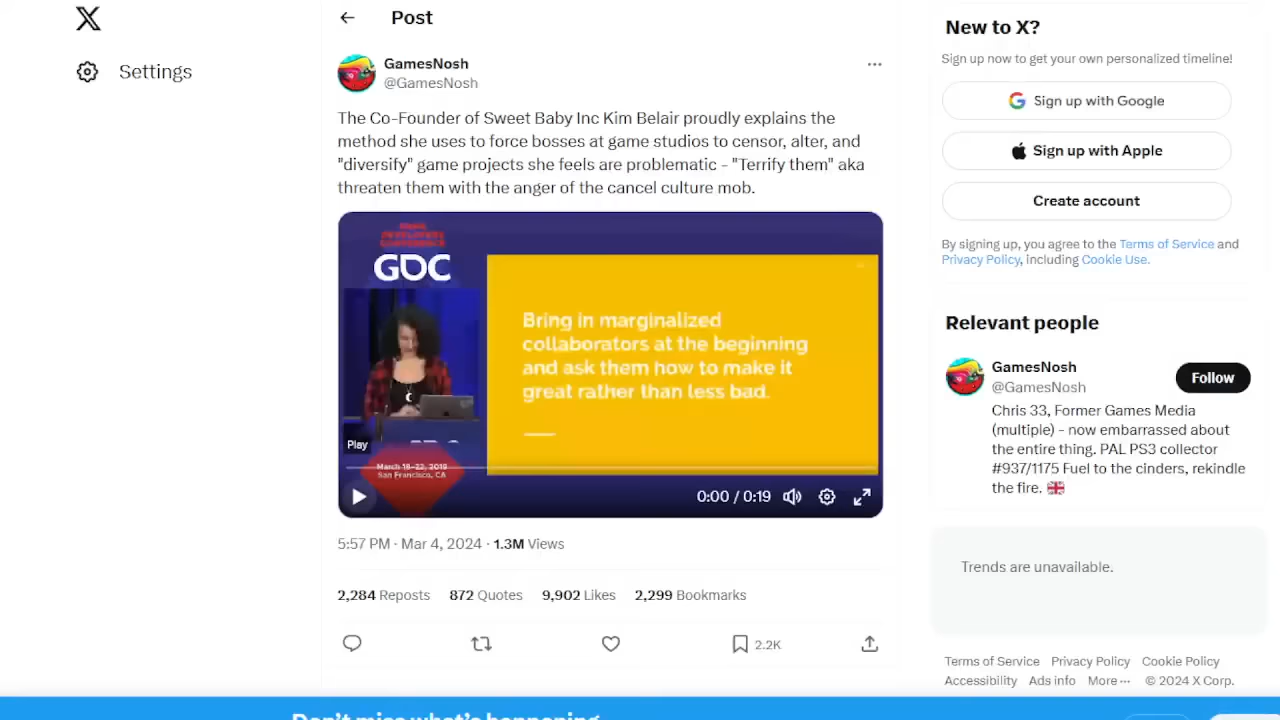 Post
Settings
GamesNosh
@GamesNosh
The Co-Founder of Sweet Baby Inc Kim Belair proudly explains the
method she uses to force bosses at game studios to censor, alter, and
"diversify" game projects she feels are problematic - "Terrify them" aka
threaten them with the anger of the cancel culture mob.
GDC
Bring in marginalized
collaborators at the beginning
and ask them how to make it
great rather than less bad.
Play
March 18-22, 2019
San Francisco, CA
0:00 / 0:19
5:57 PM · Mar 4, 2024 · 1.3M Views
2,284 Reposts 872 Quotes 9,902 Likes 2,299 Bookmarks
2.2K
New to X?
Sign up now to get your own personalized timeline!
Sign up with Google
Sign up with Apple
Create account
By signing up, you agree to the Terms of Service and
Privacy Policy, including Cookie Use.
Relevant people
GamesNosh
@GamesNosh
Follow
Chris 33, Former Games Media
(multiple) - now embarrassed about
the entire thing. PAL PS3 collector
#937/1175 Fuel to the cinders, rekindle
the fire. 🇬🇧
Trends are unavailable.
Terms of Service Privacy Policy Cookie Policy
Accessibility Ads info More ··· © 2024 X Corp.
Don't miss what's happening